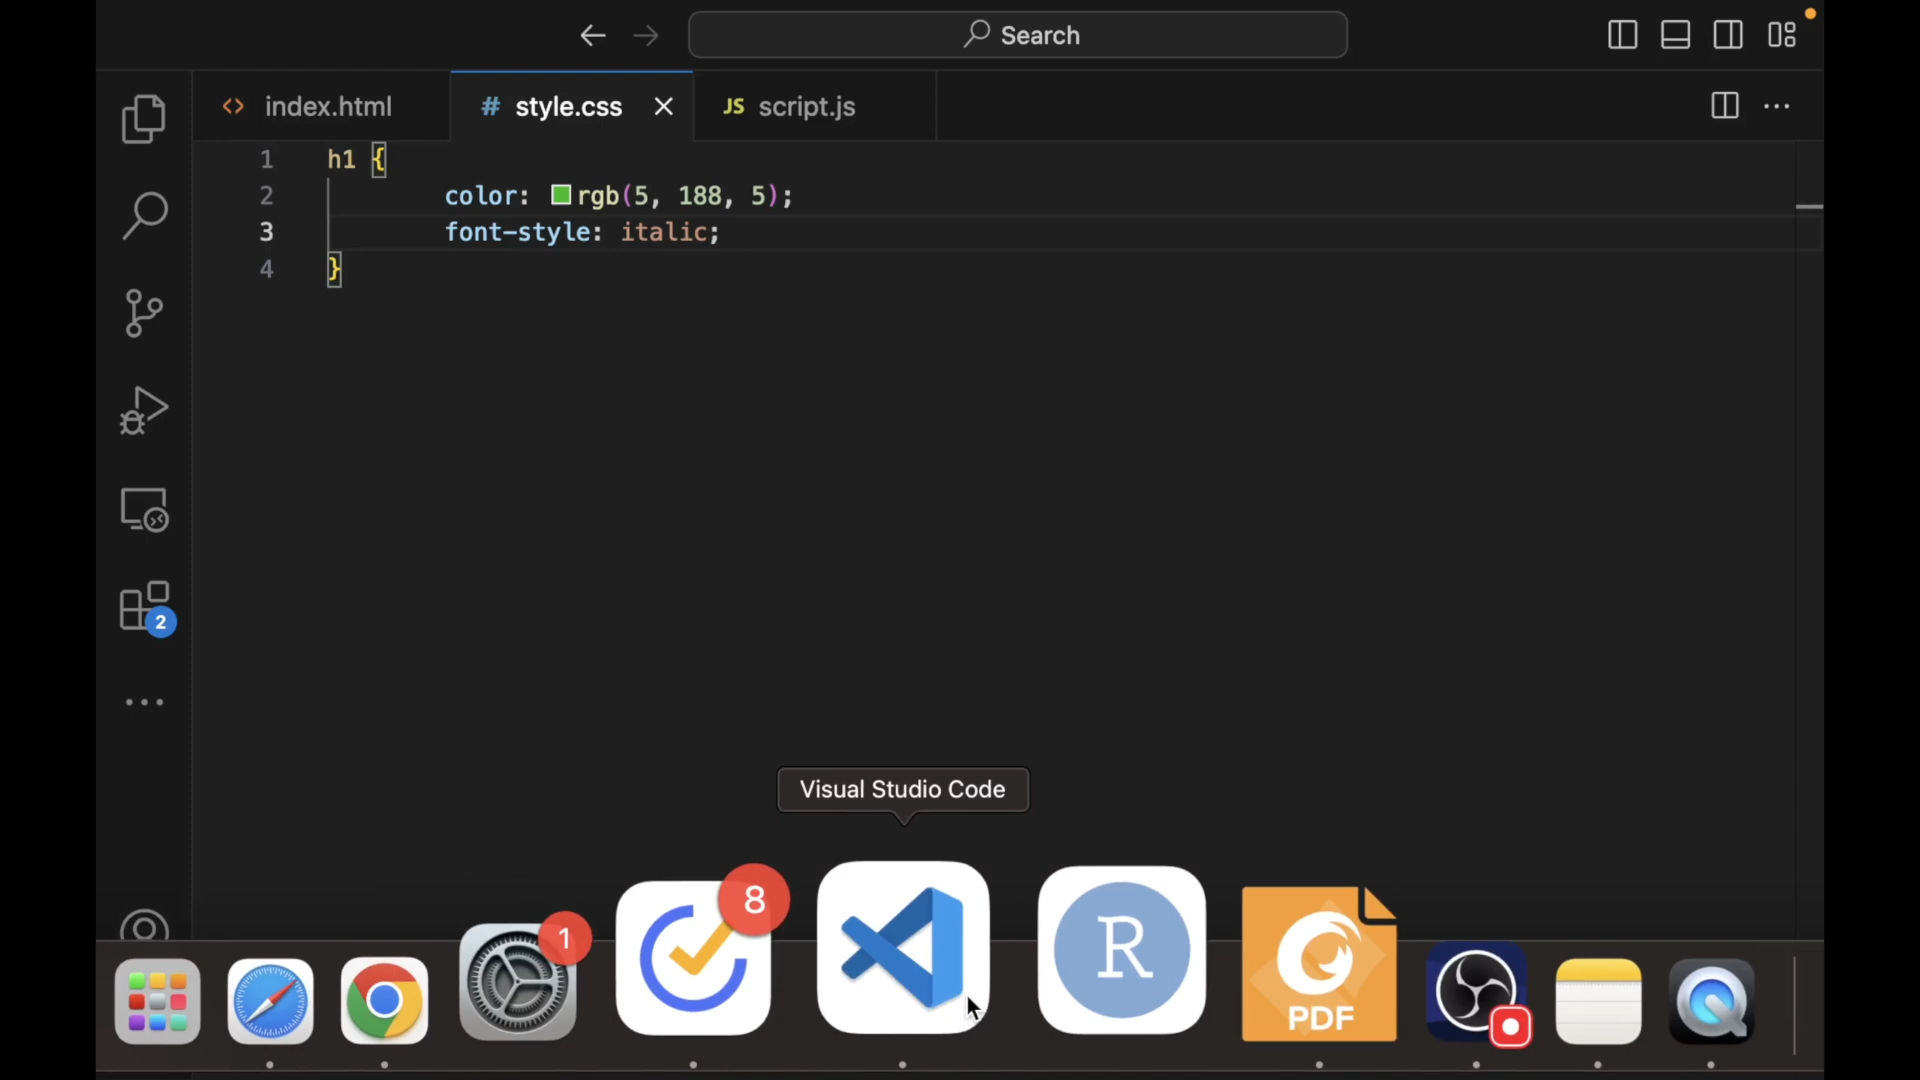 Search
index.html
# style.css
JS script.js
1 h1 {
2 color: rgb(5, 188, 5);
3 font-style: italic;
4 }
2
Visual Studio Code
1
8
R
PDF